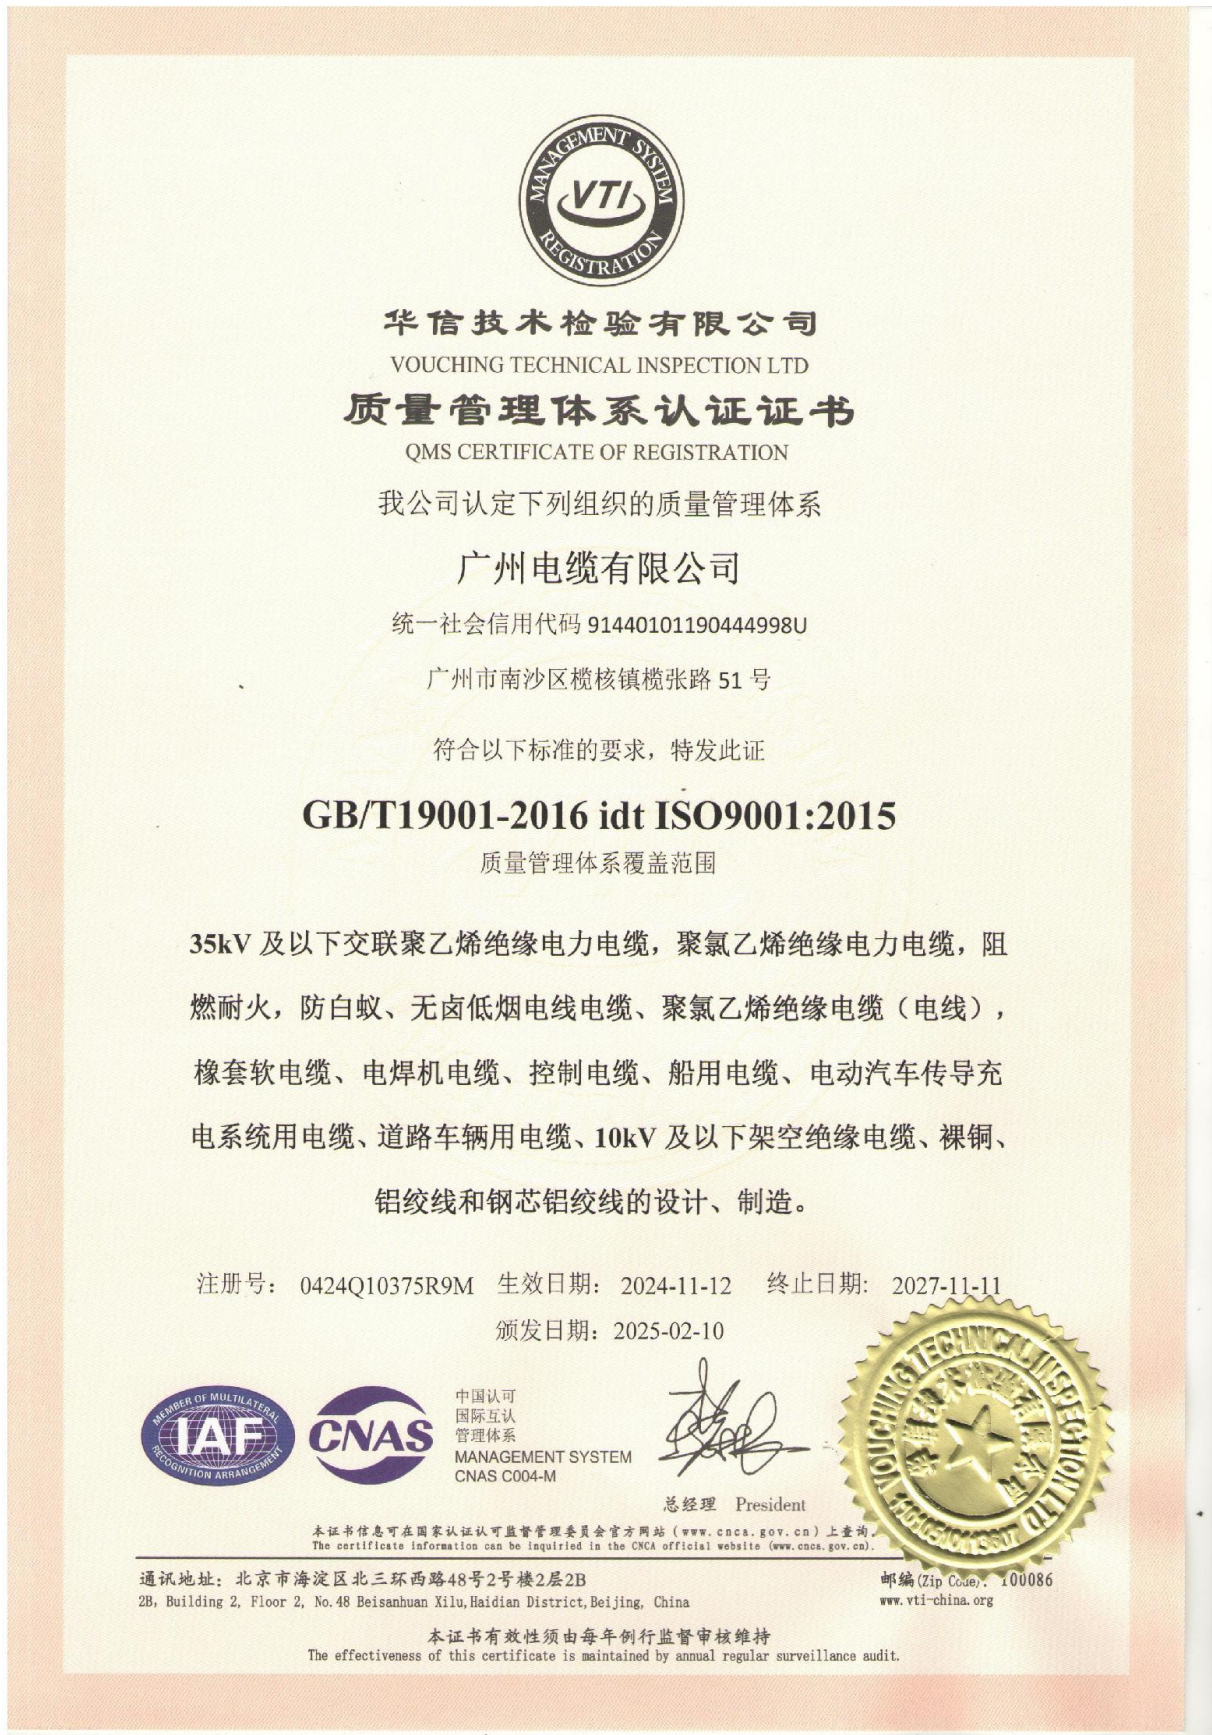 MANAGEMENT SYSTEM
VTI
REGISTRATION
华信技术检验有限公司
VOUCHING TECHNICAL INSPECTION LTD
质量管理体系认证证书
QMS CERTIFICATE OF REGISTRATION
我公司认定下列组织的质量管理体系
广州电缆有限公司
统一社会信用代码 91440101190444998U
广州市南沙区榄核镇榄张路 51 号
符合以下标准的要求，特发此证
GB/T19001-2016 idt ISO9001:2015
质量管理体系覆盖范围
35kV 及以下交联聚乙烯绝缘电力电缆，聚氯乙烯绝缘电力电缆，阻
燃耐火，防白蚁、无卤低烟电线电缆、聚氯乙烯绝缘电缆（电线），
橡套软电缆、电焊机电缆、控制电缆、船用电缆、电动汽车传导充
电系统用电缆、道路车辆用电缆、10kV 及以下架空绝缘电缆、裸铜、
铝绞线和钢芯铝绞线的设计、制造。
注册号： 0424Q10375R9M 生效日期： 2024-11-12 终止日期: 2027-11-11
颁发日期：2025-02-10
MEMBER OF MULTILATERAL
IAF
RECOGNITION ARRANGEMENT
CNAS
中国认可
国际互认
管理体系
MANAGEMENT SYSTEM
CNAS C004-M
总经理 President
VOUCHING TECHNICAL INSPECTION LTD
本证书信息可在国家认证认可监督管理委员会官方网站（www.cnca.gov.cn）上查询。
The certificate information can be inquiried in the CNCA official website (www.cnca.gov.cn).
通讯地址：北京市海淀区北三环西路48号2号楼2层2B
邮编(Zip Code): 100086
2B, Building 2, Floor 2, No.48 Beisanhuan Xilu,Haidian District,Beijing, China
www.vti-china.org
本证书有效性须由每年例行监督审核维持
The effectiveness of this certificate is maintained by annual regular surveillance audit.